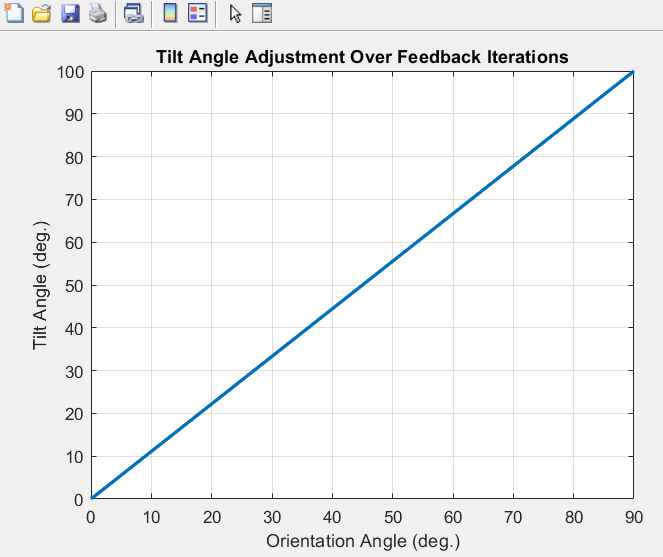 Tilt Angle Adjustment Over Feedback Iterations
100
90
80
70
60
50
40
30
20
10
0
Tilt Angle (deg.)
0 10 20 30 40 50 60 70 80 90
Orientation Angle (deg.)